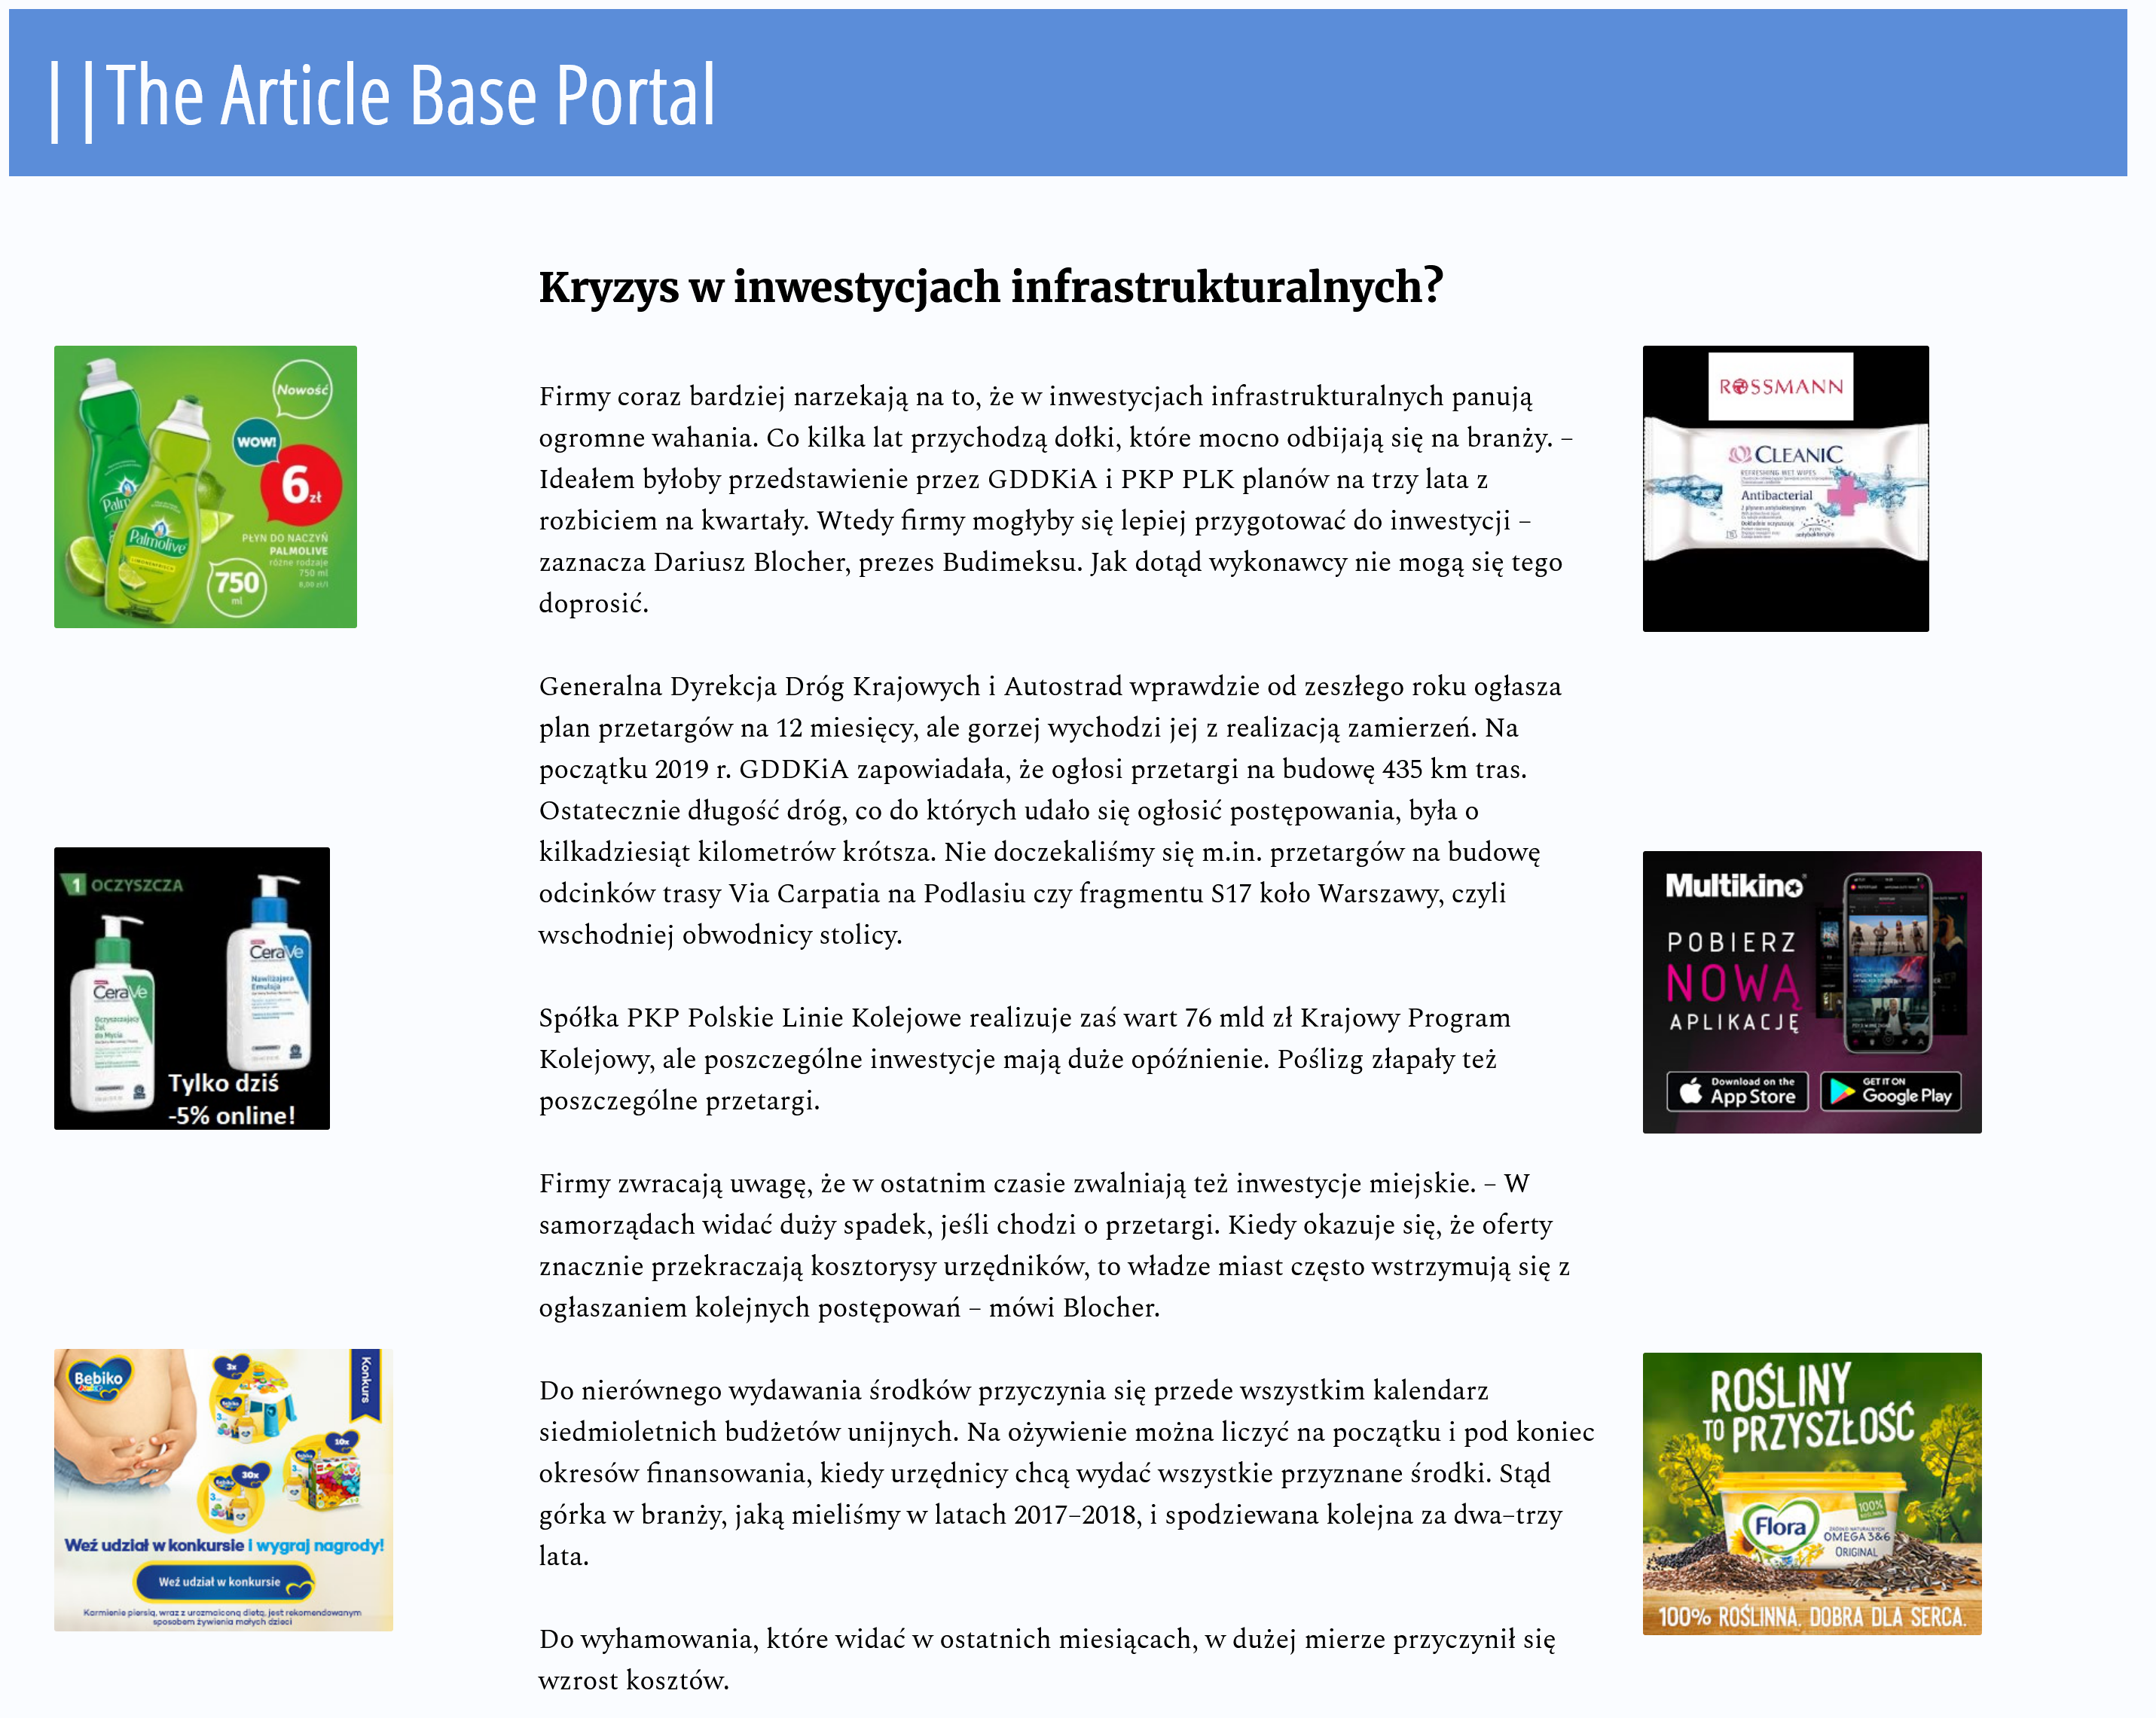 ||The Article Base Portal
Kryzys w inwestycjach infrastrukturalnych?
Firmy coraz bardziej narzekają na to, że w inwestycjach infrastrukturalnych panują
ogromne wahania. Co kilka lat przychodzą dołki, które mocno odbijają się na branży. –
Ideałem byłoby przedstawienie przez GDDKiA i PKP PLK planów na trzy lata z
rozbiciem na kwartały. Wtedy firmy mogłyby się lepiej przygotować do inwestycji –
zaznacza Dariusz Blocher, prezes Budimeksu. Jak dotąd wykonawcy nie mogą się tego
doprosić.
Generalna Dyrekcja Dróg Krajowych i Autostrad wprawdzie od zeszłego roku ogłasza
plan przetargów na 12 miesięcy, ale gorzej wychodzi jej z realizacją zamierzeń. Na
początku 2019 r. GDDKiA zapowiadała, że ogłosi przetargi na budowę 435 km tras.
Ostatecznie długość dróg, co do których udało się ogłosić postępowania, była o
kilkadziesiąt kilometrów krótsza. Nie doczekaliśmy się m.in. przetargów na budowę
odcinków trasy Via Carpatia na Podlasiu czy fragmentu S17 koło Warszawy, czyli
wschodniej obwodnicy stolicy.
Spółka PKP Polskie Linie Kolejowe realizuje zaś wart 76 mld zł Krajowy Program
Kolejowy, ale poszczególne inwestycje mają duże opóźnienie. Poślizg złapały też
poszczególne przetargi.
Firmy zwracają uwagę, że w ostatnim czasie zwalniają też inwestycje miejskie. – W
samorządach widać duży spadek, jeśli chodzi o przetargi. Kiedy okazuje się, że oferty
znacznie przekraczają kosztorysy urzędników, to władze miast często wstrzymują się z
ogłaszaniem kolejnych postępowań – mówi Blocher.
Do nierównego wydawania środków przyczynia się przede wszystkim kalendarz
siedmioletnich budżetów unijnych. Na ożywienie można liczyć na początku i pod koniec
okresów finansowania, kiedy urzędnicy chcą wydać wszystkie przyznane środki. Stąd
górka w branży, jaką mieliśmy w latach 2017–2018, i spodziewana kolejna za dwa–trzy
lata.
Do wyhamowania, które widać w ostatnich miesiącach, w dużej mierze przyczynił się
wzrost kosztów.
Nowość
WOW!
6 zł
PŁYN DO NACZYŃ
PALMOLIVE
różne rodzaje
750 ml
8,00 zł/l
Palmolive
750
ml
1 OCZYSZCZA
CeraVe
Nawilżająca
Emulsja
CeraVe
Oczyszczający
Żel
do Mycia
Tylko dziś
-5% online!
Bebiko
Konkurs
3x
10x
30x
Weź udział w konkursie i wygraj nagrody!
Weź udział w konkursie
Karmienie piersią, wraz z urozmaiconą dietą, jest rekomendowanym
sposobem żywienia małych dzieci
ROSSMANN
CLEANIC
REFRESHING WET WIPES
Antibacterial
z płynem antybakteryjnym
antybakteryjny
Multikino
POBIERZ
NOWĄ
APLIKACJĘ
Download on the
App Store
GET IT ON
Google Play
ROŚLINY
TO PRZYSZŁOŚĆ
100%
Flora
OMEGA 3&6
ORIGINAL
100% ROŚLINNA. DOBRA DLA SERCA.